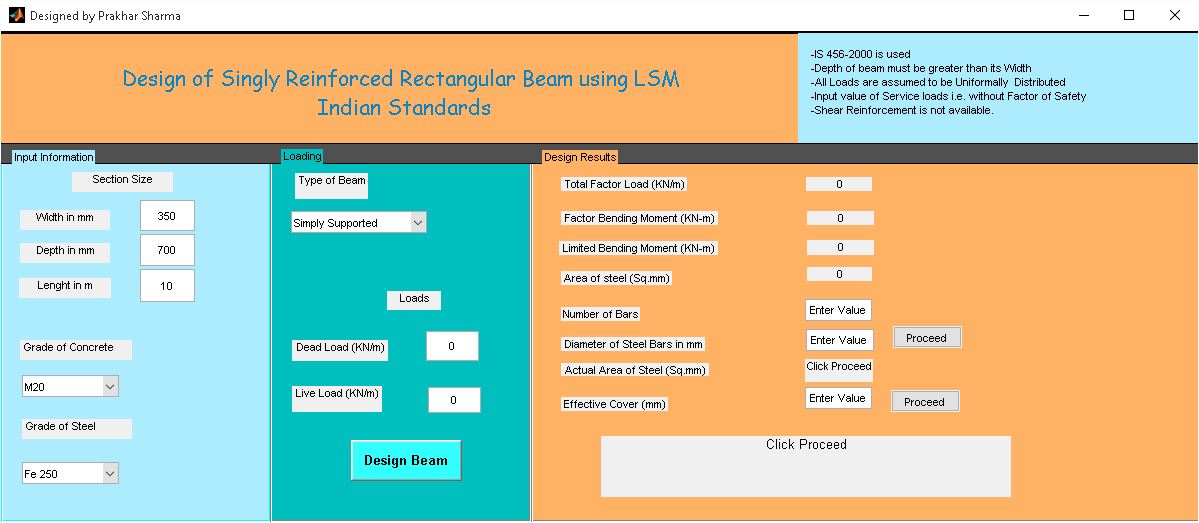 Designed by Prakhar Sharma
Design of Singly Reinforced Rectangular Beam using LSM
Indian Standards
-IS 456-2000 is used
-Depth of beam must be greater than its Width
-All Loads are assumed to be Uniformally Distributed
-Input value of Service loads i.e. without Factor of Safety
-Shear Reinforcement is not available.
Input Information
Section Size
Width in mm
350
Depth in mm
700
Lenght in m
10
Grade of Concrete
M20
Grade of Steel
Fe 250
Loading
Type of Beam
Simply Supported
Loads
Dead Load (KN/m)
0
Live Load (KN/m)
0
Design Beam
Design Results
Total Factor Load (KN/m)
0
Factor Bending Moment (KN-m)
0
Limited Bending Moment (KN-m)
0
Area of steel (Sq.mm)
0
Number of Bars
Enter Value
Diameter of Steel Bars in mm
Enter Value
Proceed
Actual Area of Steel (Sq.mm)
Click Proceed
Effective Cover (mm)
Enter Value
Proceed
Click Proceed